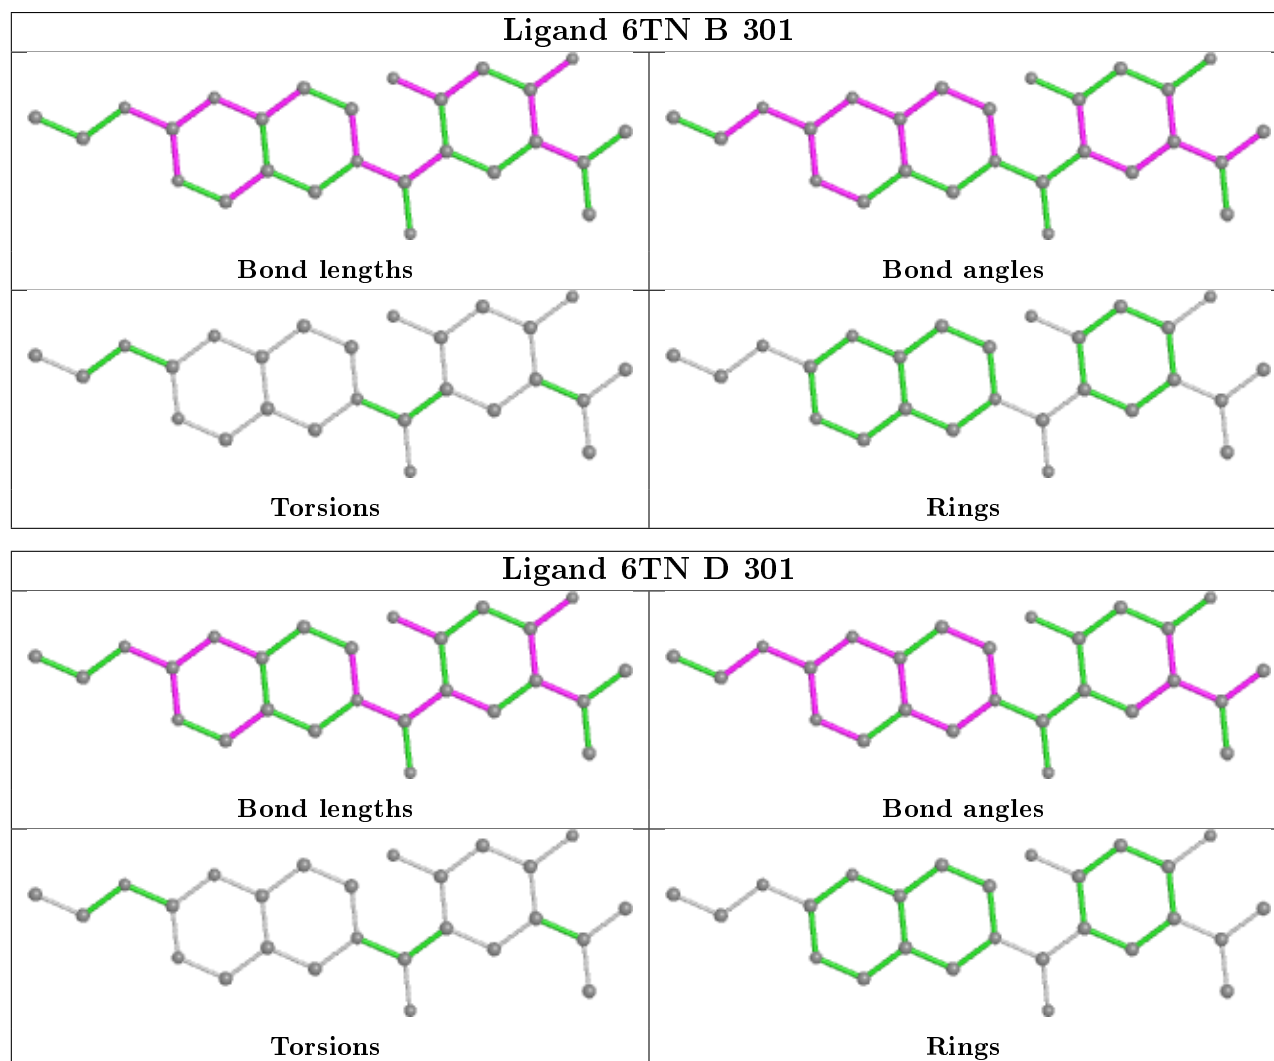 Ligand 6TN B 301
Bond lengths
Bond angles
Torsions
Rings
Ligand 6TN D 301
Bond lengths
Bond angles
Torsions
Rings